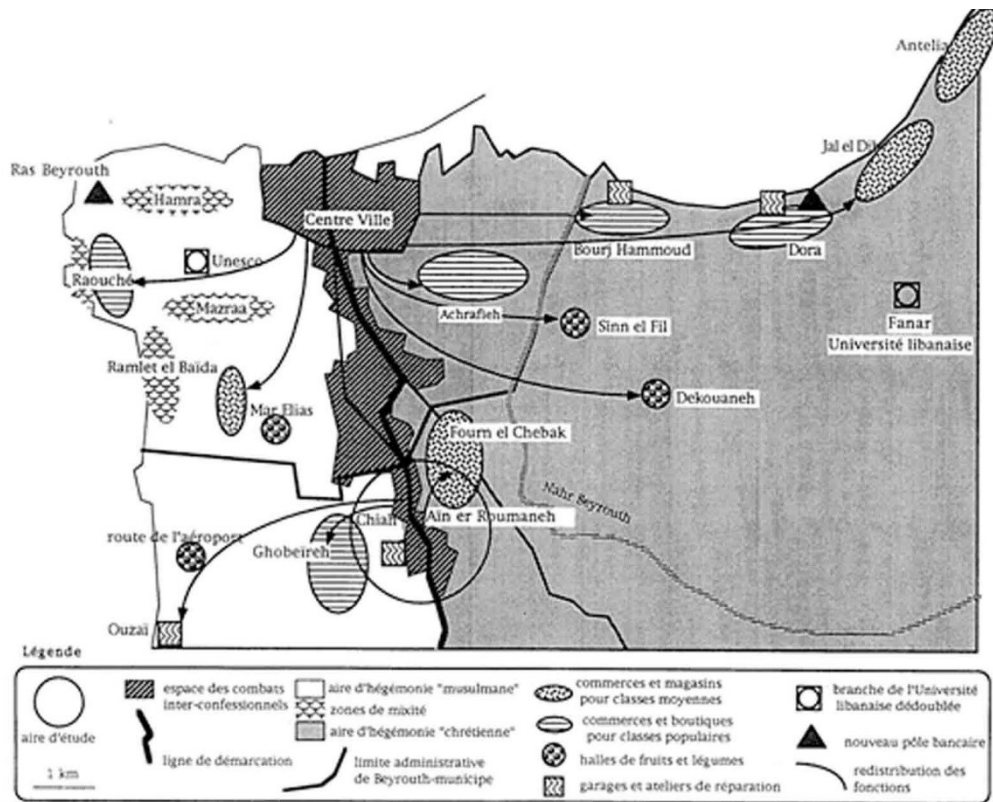 Antelia
Jal el Dib
Ras Beyrouth
Hamra
Centre Ville
Bourj Hammoud
Dora
Unesco
Raouché
Mazraa
Achrafieh
Sinn el Fil
Fanar
Université libanaise
Ramlet el Baïda
Dekouaneh
Mar Elias
Fourn el Chebak
Nahr Beyrouth
Chiah
Aïn er Roumaneh
route de l'aéroport
Ghobeïreh
Ouzaï
Légende
aire d'étude
1 km
espace des combats
inter-confessionnels
ligne de démarcation
aire d'hégémonie "musulmane"
zones de mixité
aire d'hégémonie "chrétienne"
limite administrative
de Beyrouth-municipe
commerces et magasins
pour classes moyennes
commerces et boutiques
pour classes populaires
halles de fruits et légumes
garages et ateliers de réparation
branche de l'Université
libanaise dédoublée
nouveau pôle bancaire
redistribution des
fonctions